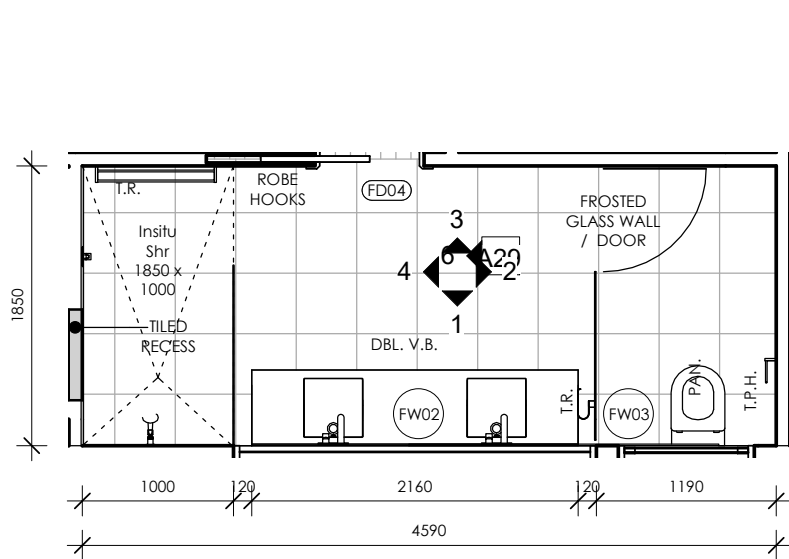 T.R.
ROBE
HOOKS
FD04
FROSTED
GLASS WALL
/ DOOR
Insitu
Shr
1850 x
1000
3
6
A20
4
2
1
1850
TILED
RECESS
DBL. V.B.
PAN.
T.P.H.
T.R.
FW02
FW03
1000
120
2160
120
1190
4590